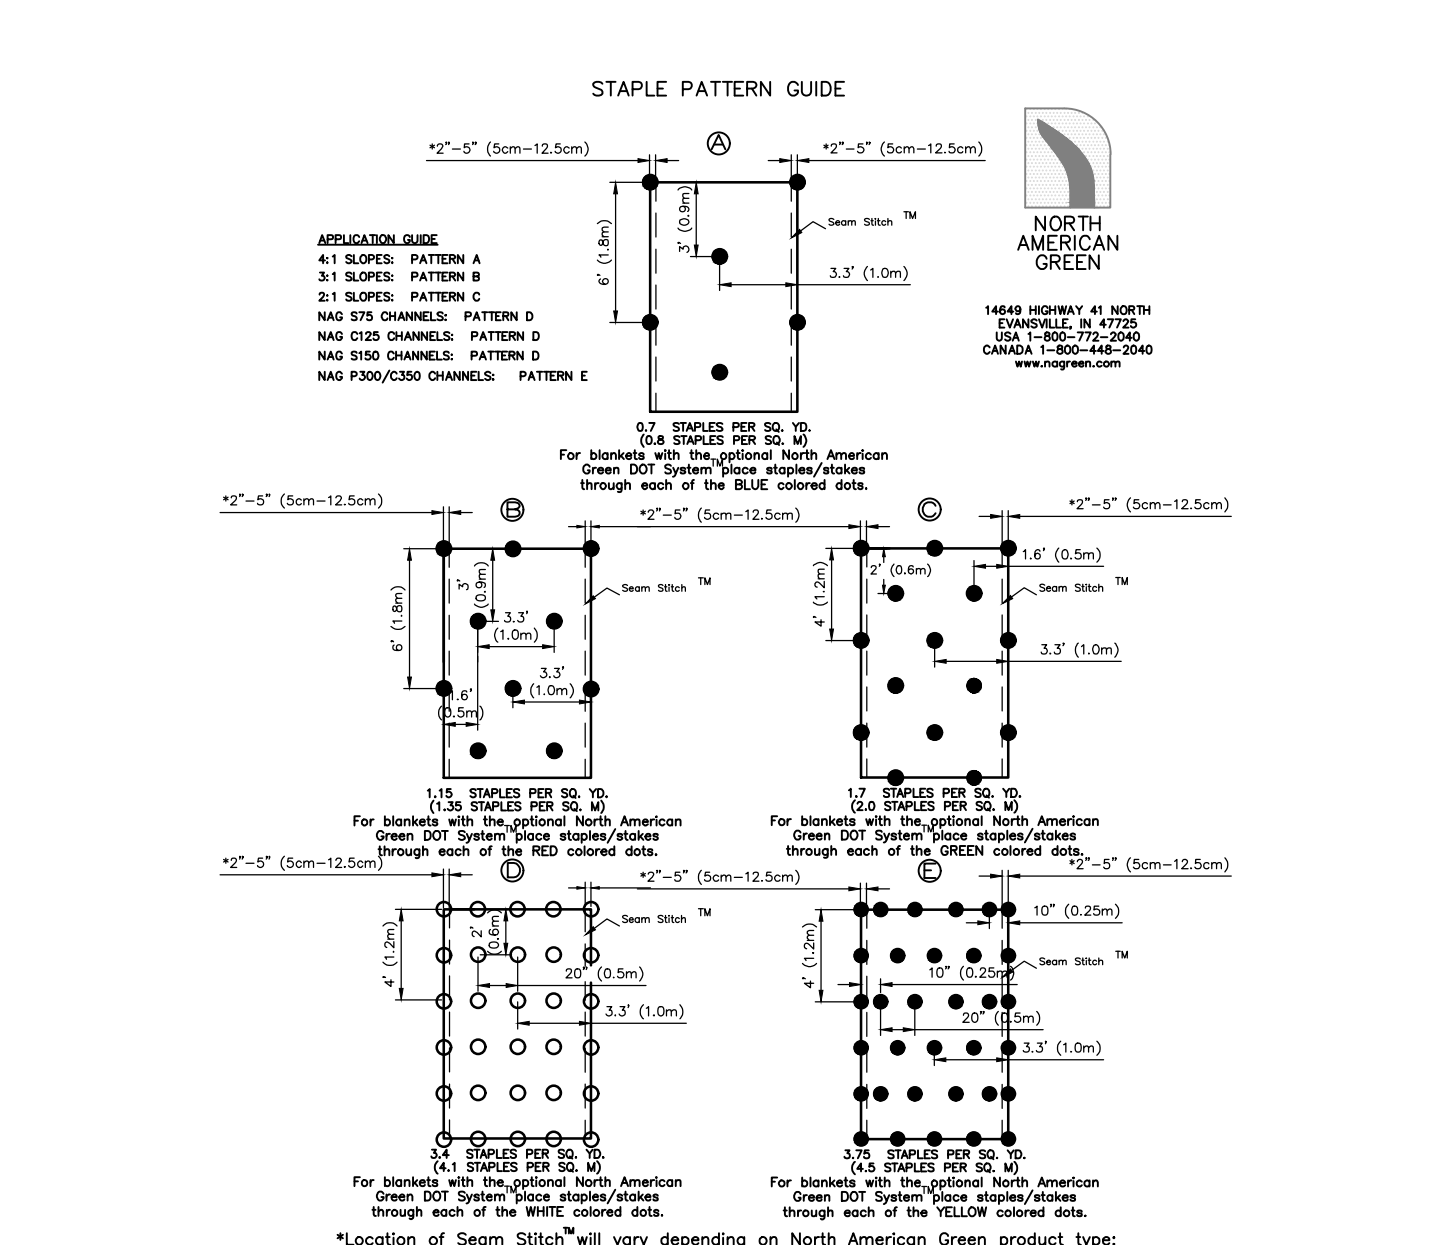 STAPLE PATTERN GUIDE
A
*2"-5" (5cm-12.5cm)
*2"-5" (5cm-12.5cm)
3' (0.9m)
6' (1.8m)
Seam Stitch TM
3.3' (1.0m)
NORTH
AMERICAN
GREEN
14649 HIGHWAY 41 NORTH
EVANSVILLE, IN 47725
USA 1-800-772-2040
CANADA 1-800-448-2040
www.nagreen.com
APPLICATION GUIDE
4:1 SLOPES: PATTERN A
3:1 SLOPES: PATTERN B
2:1 SLOPES: PATTERN C
NAG S75 CHANNELS: PATTERN D
NAG C125 CHANNELS: PATTERN D
NAG S150 CHANNELS: PATTERN D
NAG P300/C350 CHANNELS: PATTERN E
0.7 STAPLES PER SQ. YD.
(0.8 STAPLES PER SQ. M)
For blankets with the optional North American
Green DOT System™ place staples/stakes
through each of the BLUE colored dots.
B
*2"-5" (5cm-12.5cm)
*2"-5" (5cm-12.5cm)
3'
(0.9m)
6' (1.8m)
Seam Stitch TM
3.3'
(1.0m)
3.3'
(1.0m)
1.6'
(0.5m)
1.15 STAPLES PER SQ. YD.
(1.35 STAPLES PER SQ. M)
For blankets with the optional North American
Green DOT System™ place staples/stakes
through each of the RED colored dots.
C
*2"-5" (5cm-12.5cm)
1.6' (0.5m)
2' (0.6m)
4' (1.2m)
Seam Stitch TM
3.3' (1.0m)
1.7 STAPLES PER SQ. YD.
(2.0 STAPLES PER SQ. M)
For blankets with the optional North American
Green DOT System™ place staples/stakes
through each of the GREEN colored dots.
D
*2"-5" (5cm-12.5cm)
*2"-5" (5cm-12.5cm)
2'
(0.6m)
4' (1.2m)
Seam Stitch TM
20" (0.5m)
3.3' (1.0m)
3.4 STAPLES PER SQ. YD.
(4.1 STAPLES PER SQ. M)
For blankets with the optional North American
Green DOT System™ place staples/stakes
through each of the WHITE colored dots.
E
*2"-5" (5cm-12.5cm)
10" (0.25m)
4' (1.2m)
Seam Stitch TM
10" (0.25m)
20" (0.5m)
3.3' (1.0m)
3.75 STAPLES PER SQ. YD.
(4.5 STAPLES PER SQ. M)
For blankets with the optional North American
Green DOT System™ place staples/stakes
through each of the YELLOW colored dots.
*Location of Seam Stitch™ will vary depending on North American Green product type: